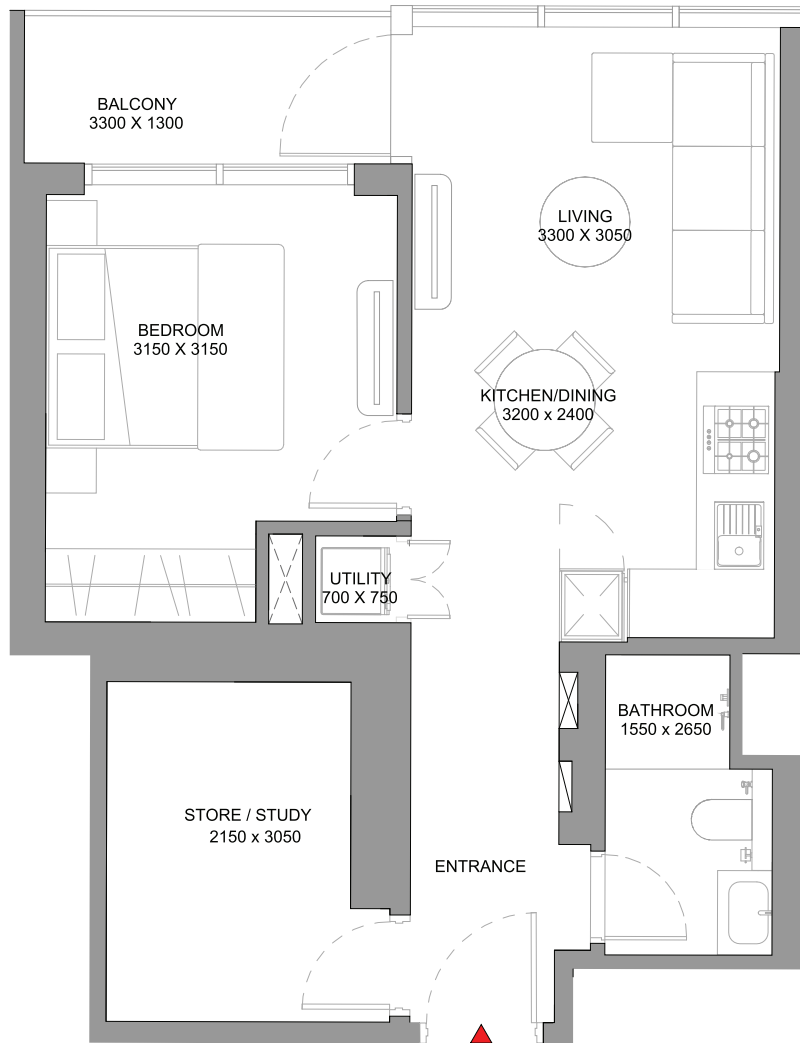 BALCONY
3300 X 1300
LIVING
3300 X 3050
BEDROOM
3150 X 3150
KITCHEN/DINING
3200 x 2400
UTILITY
700 X 750
BATHROOM
1550 x 2650
STORE / STUDY
2150 x 3050
ENTRANCE